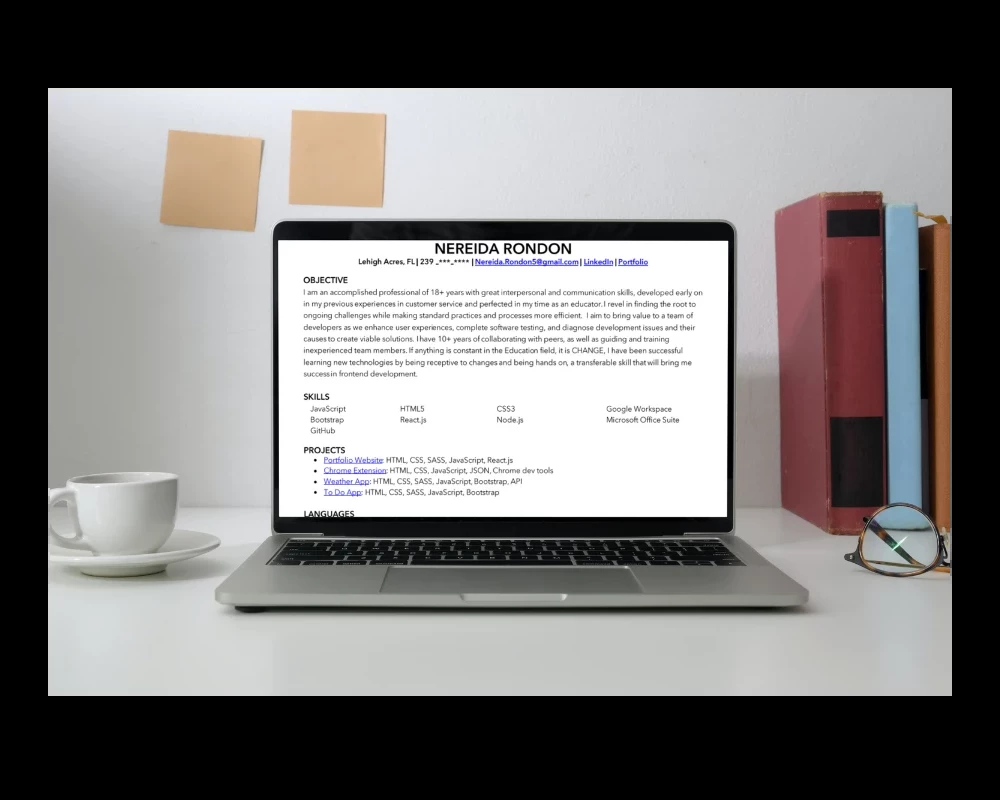 NEREIDA RONDON
Lehigh Acres, FL | 239 _***_**** | Nereida.Rondon5@gmail.com | LinkedIn | Portfolio
OBJECTIVE
I am an accomplished professional of 18+ years with great interpersonal and communication skills, developed early on
in my previous experiences in customer service and perfected in my time as an educator. I revel in finding the root to
ongoing challenges while making standard practices and processes more efficient. I aim to bring value to a team of
developers as we enhance user experiences, complete software testing, and diagnose development issues and their
causes to create viable solutions. I have 10+ years of collaborating with peers, as well as guiding and training
inexperienced team members. If anything is constant in the Education field, it is CHANGE, I have been successful
learning new technologies by being receptive to changes and being hands on, a transferable skill that will bring me
success in frontend development.
SKILLS
JavaScript HTML5 CSS3 Google Workspace
Bootstrap React.js Node.js Microsoft Office Suite
GitHub
PROJECTS
• Portfolio Website: HTML, CSS, SASS, JavaScript, React.js
• Chrome Extension: HTML, CSS, JavaScript, JSON, Chrome dev tools
• Weather App: HTML, CSS, SASS, JavaScript, Bootstrap, API
• To Do App: HTML, CSS, SASS, JavaScript, Bootstrap
LANGUAGES